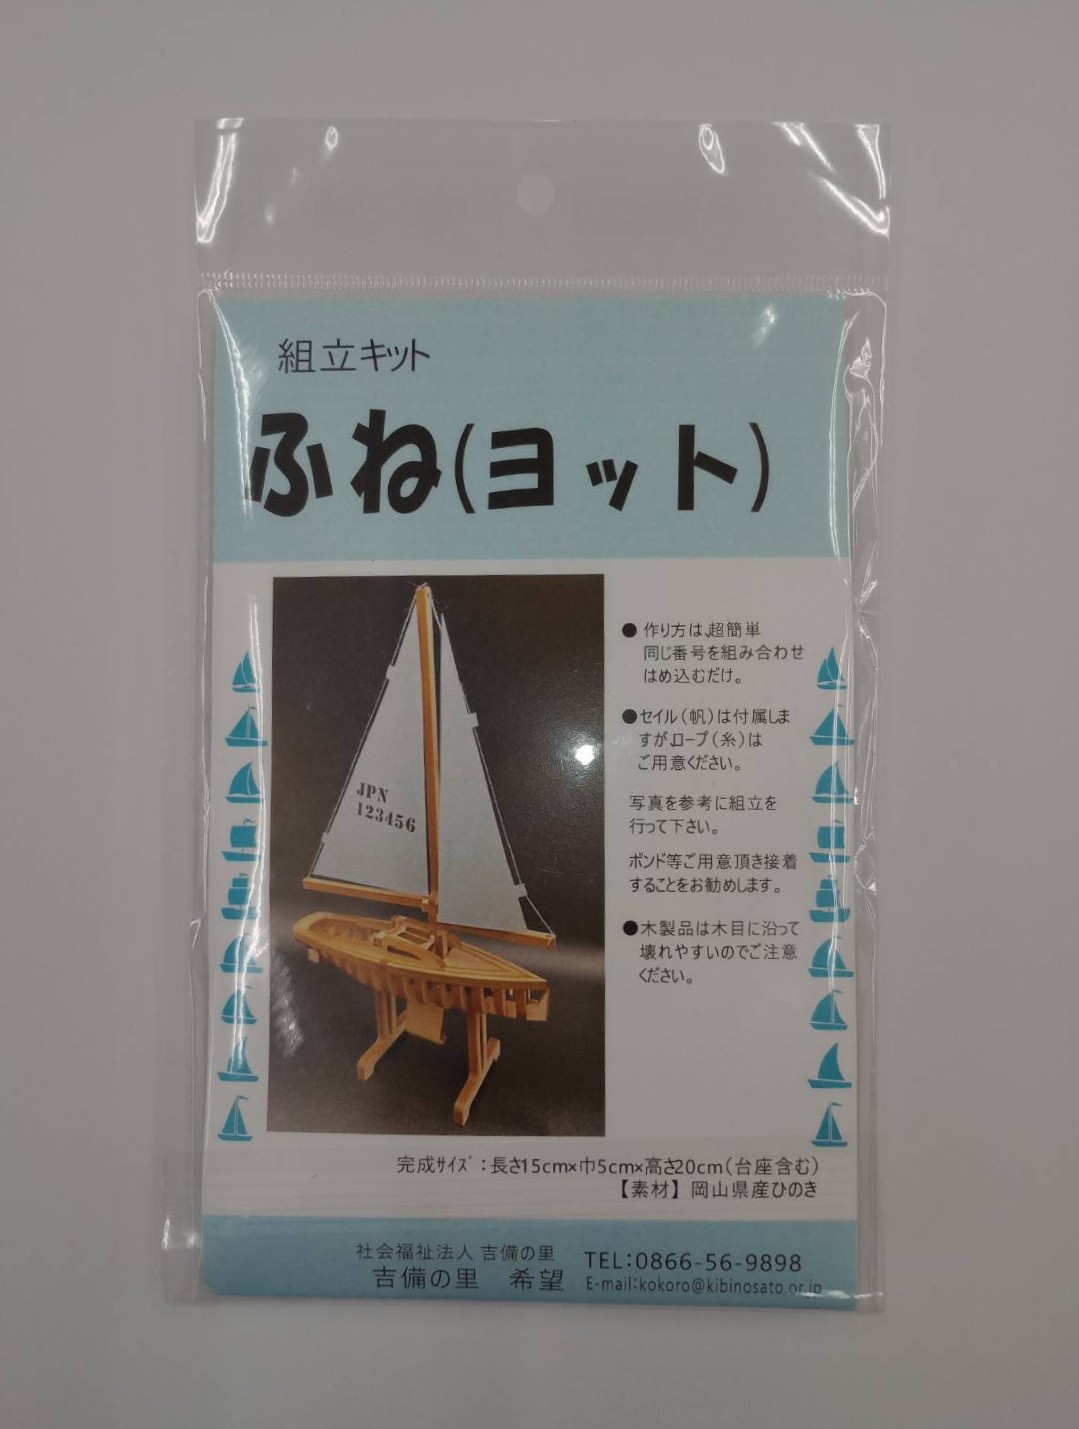 組立キット
ふね(ヨット)
JPN
123456
● 作り方は、超簡単
同じ番号を組み合わせ
はめ込むだけ。
●セイル(帆)は付属しま
すが、ロープ(糸)は
ご用意ください。
写真を参考に組立を
行って下さい。
ボンド等ご用意頂き接着
することをお勧めします。
●木製品は木目に沿って
壊れやすいのでご注意
ください。
完成サイズ:長さ15cm×巾5cm×高さ20cm(台座含む)
【素材】岡山県産ひのき
社会福祉法人 吉備の里
吉備の里 希望
TEL:0866-56-9898
E-mail:kokoro@kibinosato.or.jp